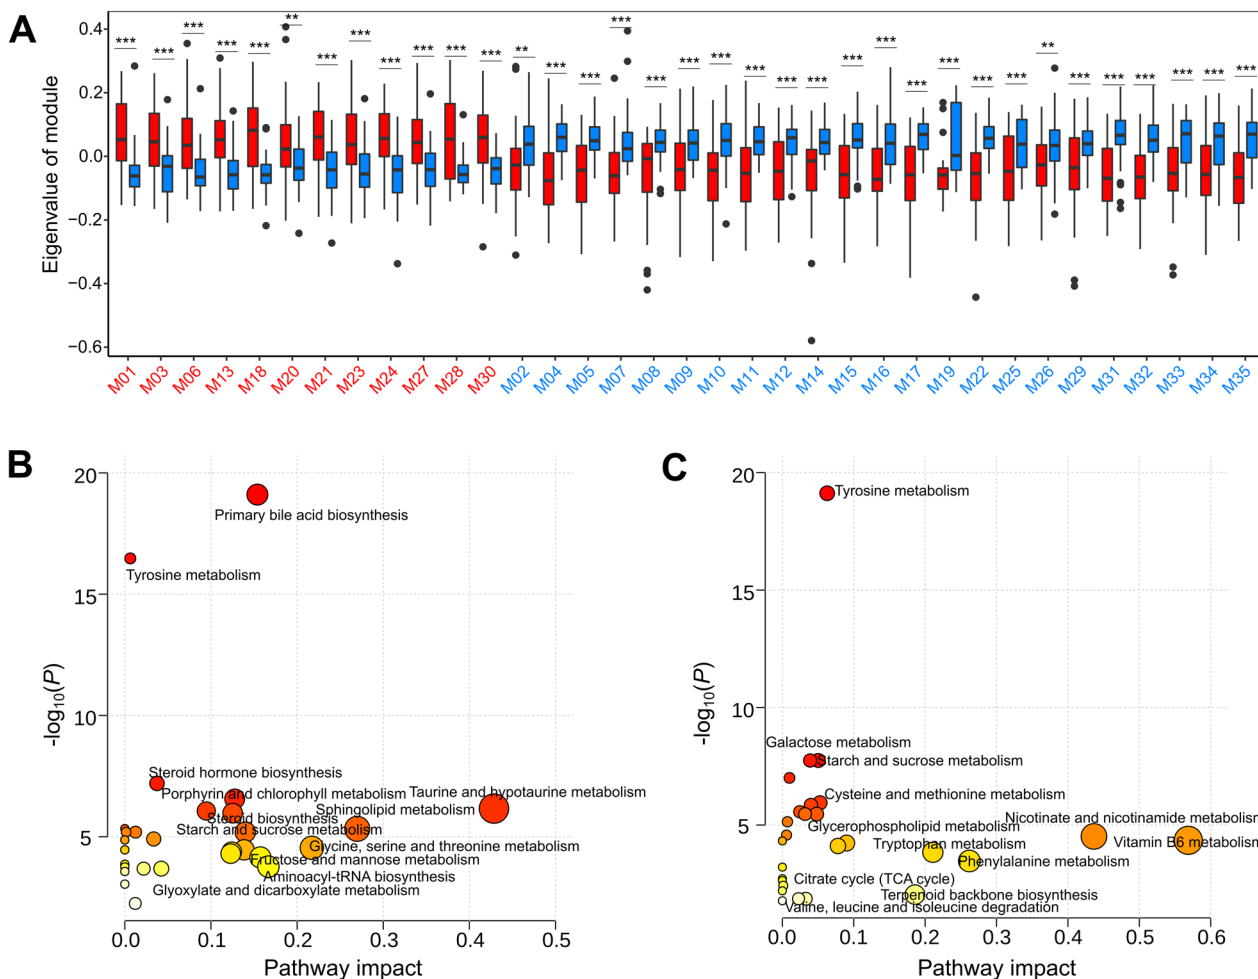 A
*** *** *** *** *** ** *** *** *** *** *** *** ** *** *** *** *** *** *** *** *** *** *** *** *** *** *** *** ** *** *** *** *** *** ***
Eigenvalue of module
0.4
0.2
0.0
−0.2
−0.4
−0.6
M01 M03 M06 M13 M18 M20 M21 M23 M24 M27 M28 M30 M02 M04 M05 M07 M08 M09 M10 M11 M12 M14 M15 M16 M17 M19 M22 M25 M26 M29 M31 M32 M33 M34 M35
B
-log10(P)
20
15
10
5
Primary bile acid biosynthesis
Tyrosine metabolism
Steroid hormone biosynthesis
Porphyrin and chlorophyll metabolism
Taurine and hypotaurine metabolism
Sphingolipid metabolism
Steroid biosynthesis
Starch and sucrose metabolism
Glycine, serine and threonine metabolism
Fructose and mannose metabolism
Aminoacyl-tRNA biosynthesis
Glyoxylate and dicarboxylate metabolism
0.0 0.1 0.2 0.3 0.4 0.5
Pathway impact
C
-log10(P)
20
15
10
5
Tyrosine metabolism
Galactose metabolism
Starch and sucrose metabolism
Cysteine and methionine metabolism
Nicotinate and nicotinamide metabolism
Glycerophospholipid metabolism
Tryptophan metabolism
Vitamin B6 metabolism
Phenylalanine metabolism
Citrate cycle (TCA cycle)
Terpenoid backbone biosynthesis
Valine, leucine and isoleucine degradation
0.0 0.1 0.2 0.3 0.4 0.5 0.6
Pathway impact